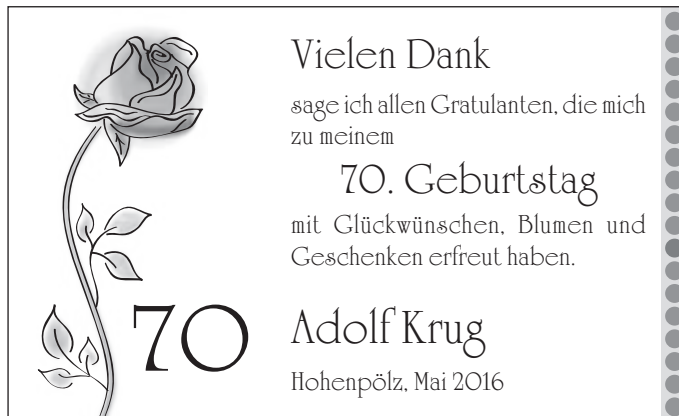 Vielen Dank
sage ich allen Gratulanten, die mich
zu meinem
70. Geburtstag
mit Glückwünschen, Blumen und
Geschenken erfreut haben.
70
Adolf Krug
Hohenpölz, Mai 2016